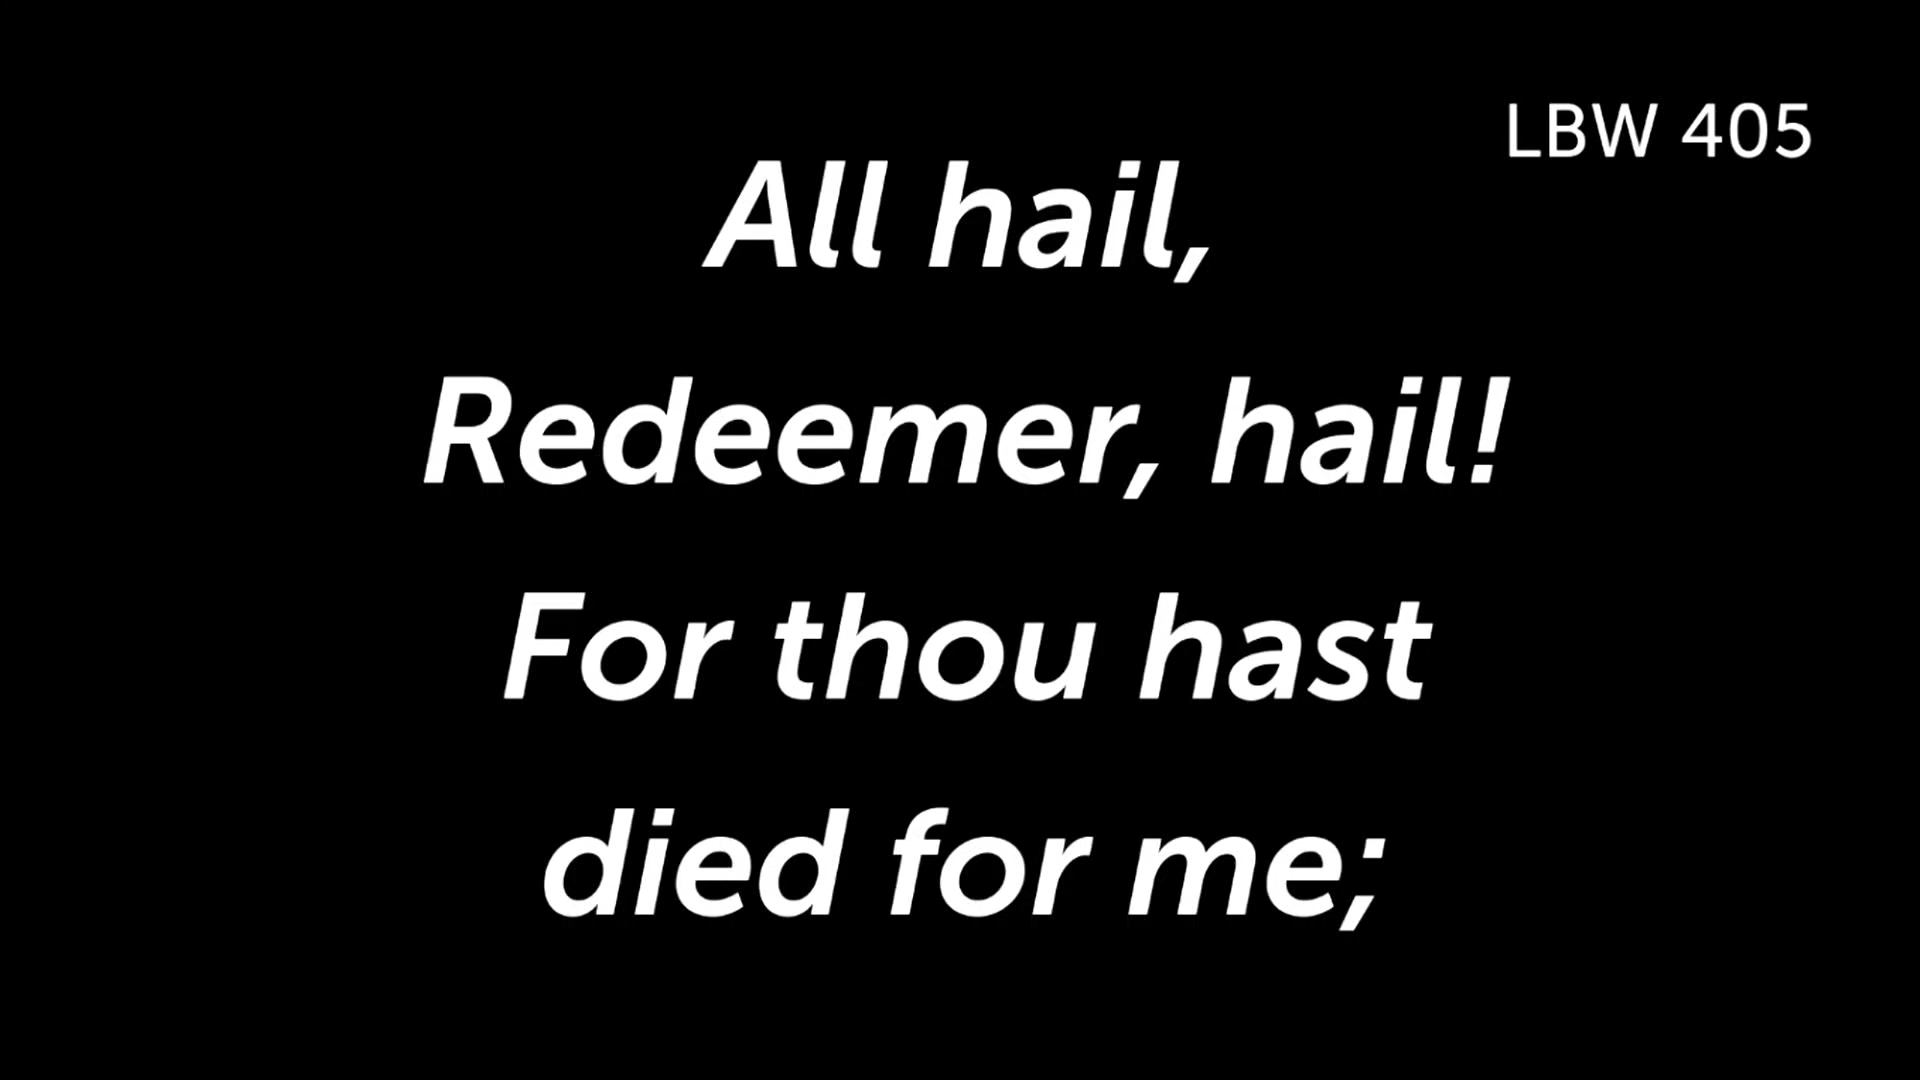 LBW 405
All hail,
Redeemer, hail!
For thou hast
died for me;